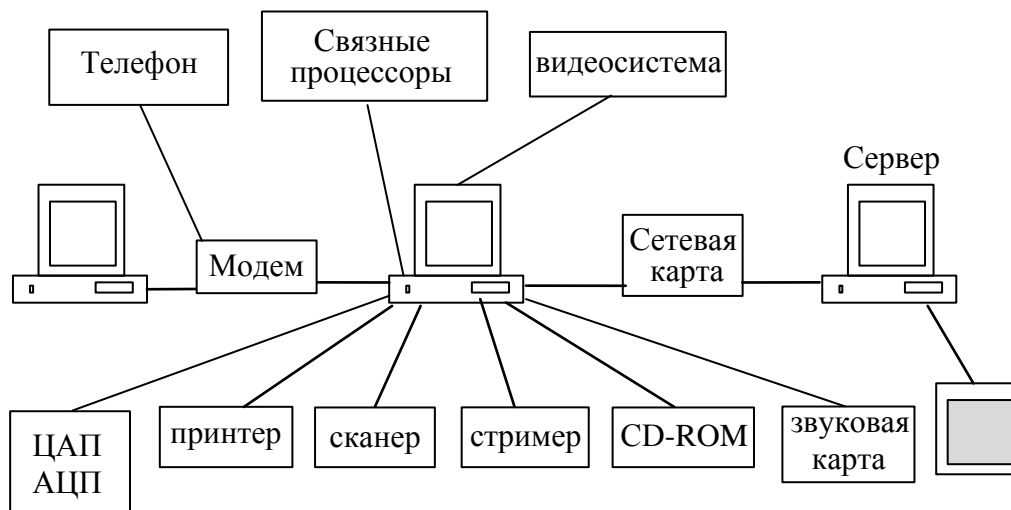 Телефон
Связные
процессоры
видеосистема
Сервер
Модем
Сетевая
карта
ЦАП
АЦП
принтер
сканер
стример
CD-ROM
звуковая
карта